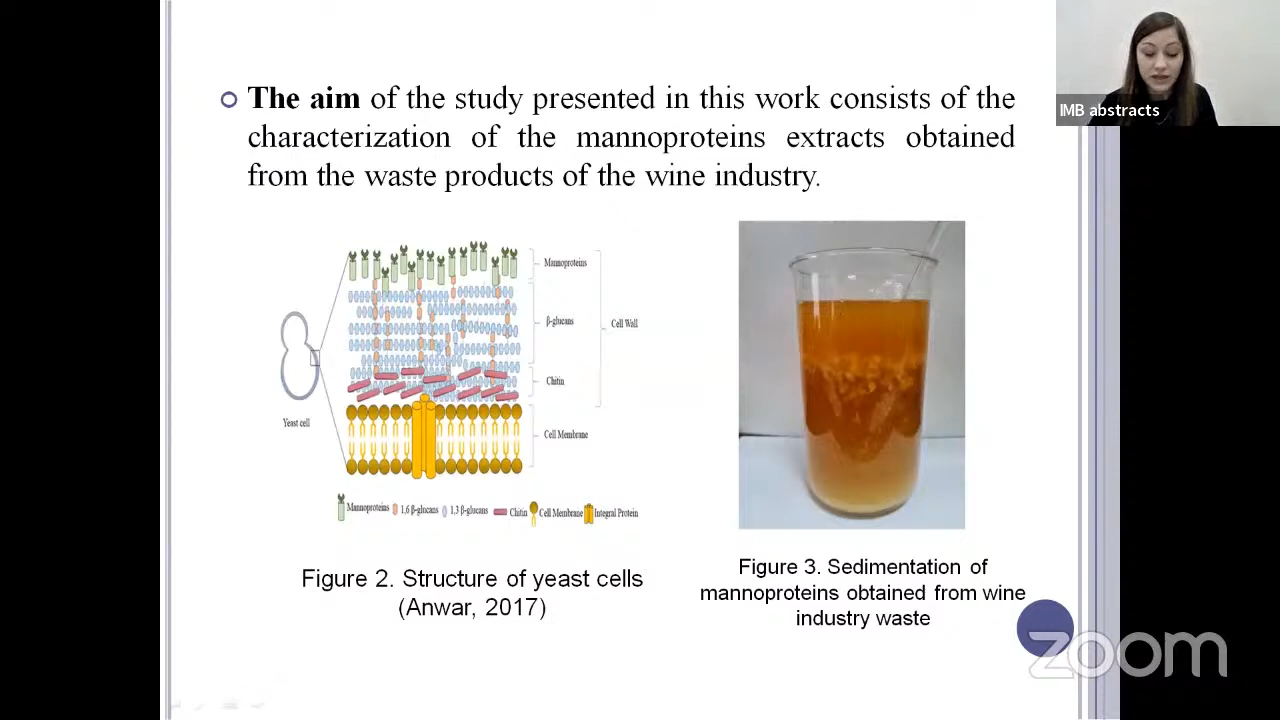 The aim of the study presented in this work consists of the
characterization of the mannoproteins extracts obtained
from the waste products of the wine industry.
IMB abstracts
Mannoproteins
β-glucans
Cell Wall
Chitin
Yeast cell
Cell Membrane
Mannoproteins 1,6 β-glucans 1,3 β-glucans Chitin Cell Membrane Integral Protein
Figure 2. Structure of yeast cells
(Anwar, 2017)
Figure 3. Sedimentation of
mannoproteins obtained from wine
industry waste
zoom